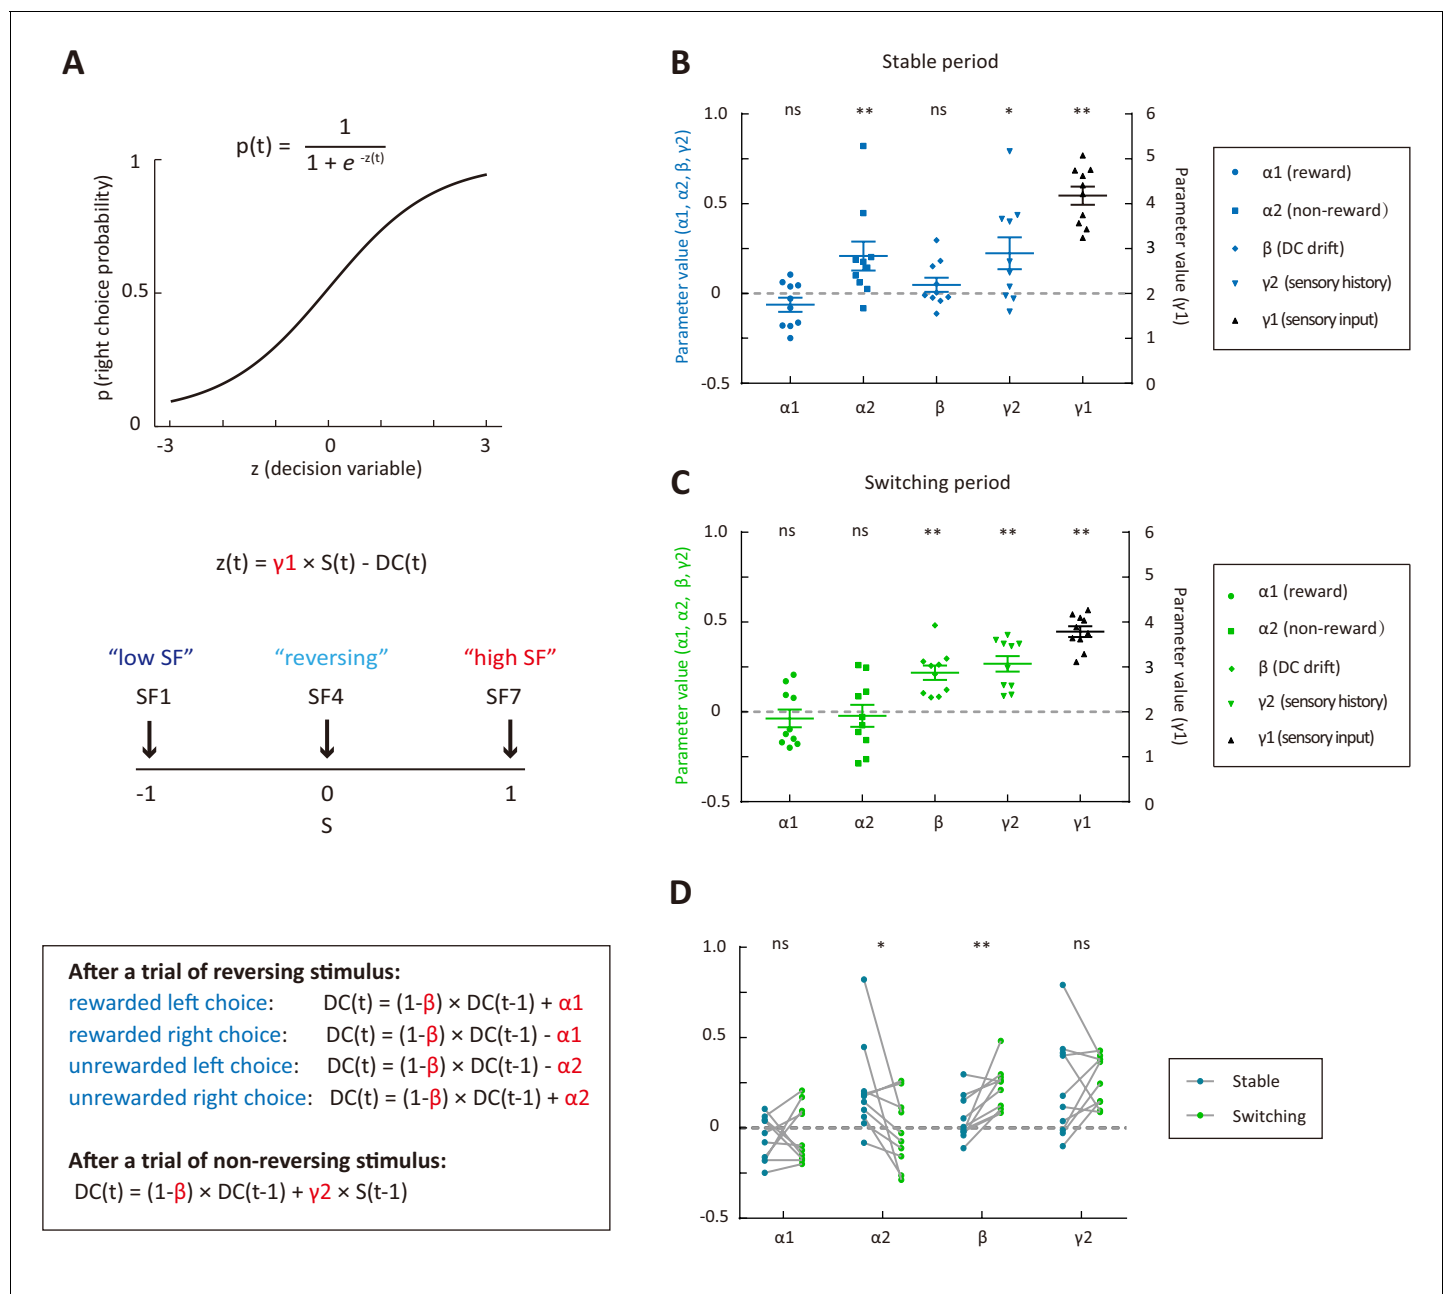 A
p(t) = 1 / (1 + e^-z(t))
1
0.5
0
p (right choice probability)
-3
0
3
z (decision variable)
z(t) = γ1 × S(t) - DC(t)
“low SF” “reversing” “high SF”
SF1 SF4 SF7
-1 0 1
S
After a trial of reversing stimulus:
rewarded left choice: DC(t) = (1-β) × DC(t-1) + α1
rewarded right choice: DC(t) = (1-β) × DC(t-1) - α1
unrewarded left choice: DC(t) = (1-β) × DC(t-1) - α2
unrewarded right choice: DC(t) = (1-β) × DC(t-1) + α2
After a trial of non-reversing stimulus:
DC(t) = (1-β) × DC(t-1) + γ2 × S(t-1)
B
Stable period
ns ** ns * **
1.0
0.5
0
-0.5
Parameter value (α1, α2, β, γ2)
6
5
4
3
2
1
0
Parameter value (γ1)
α1 α2 β γ2 γ1
α1 (reward)
α2 (non-reward)
β (DC drift)
γ2 (sensory history)
γ1 (sensory input)
C
Switching period
ns ns ** ** **
1.0
0.5
0
-0.5
Parameter value (α1, α2, β, γ2)
6
5
4
3
2
1
0
Parameter value (γ1)
α1 α2 β γ2 γ1
α1 (reward)
α2 (non-reward)
β (DC drift)
γ2 (sensory history)
γ1 (sensory input)
D
ns * ** ns
1.0
0.5
0
-0.5
α1 α2 β γ2
Stable
Switching